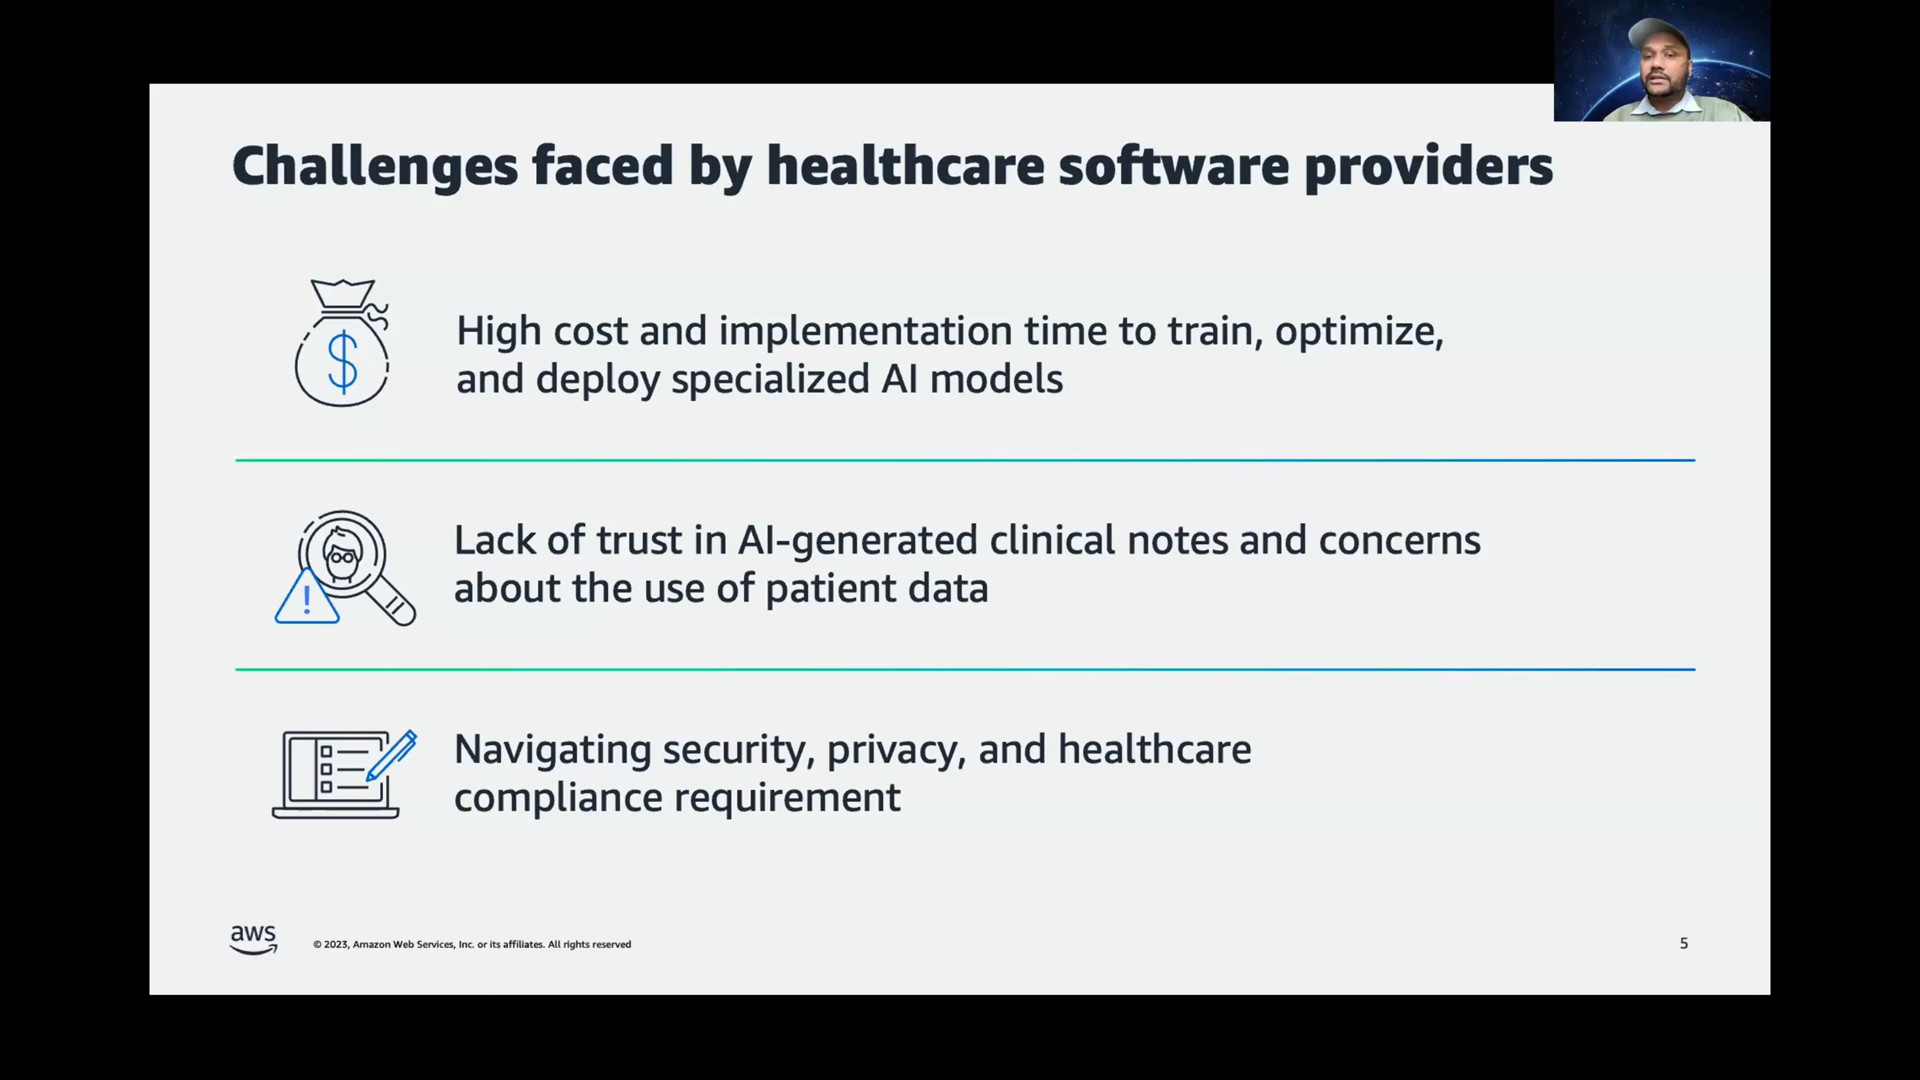 Challenges faced by healthcare software providers
$
High cost and implementation time to train, optimize,
and deploy specialized AI models
!
Lack of trust in AI-generated clinical notes and concerns
about the use of patient data
Navigating security, privacy, and healthcare
compliance requirement
aws
© 2023, Amazon Web Services, Inc. or its affiliates. All rights reserved
5